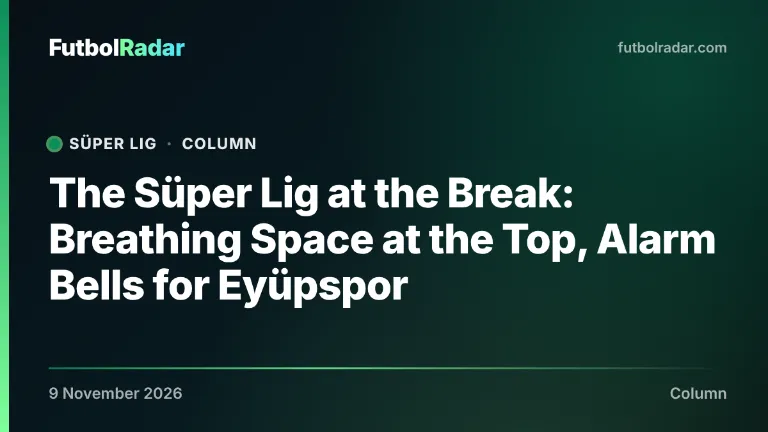 FutbolRadar
futbolradar.com
SÜPER LIG · COLUMN
The Süper Lig at the Break:
Breathing Space at the Top, Alarm
Bells for Eyüpspor
9 November 2026
Column